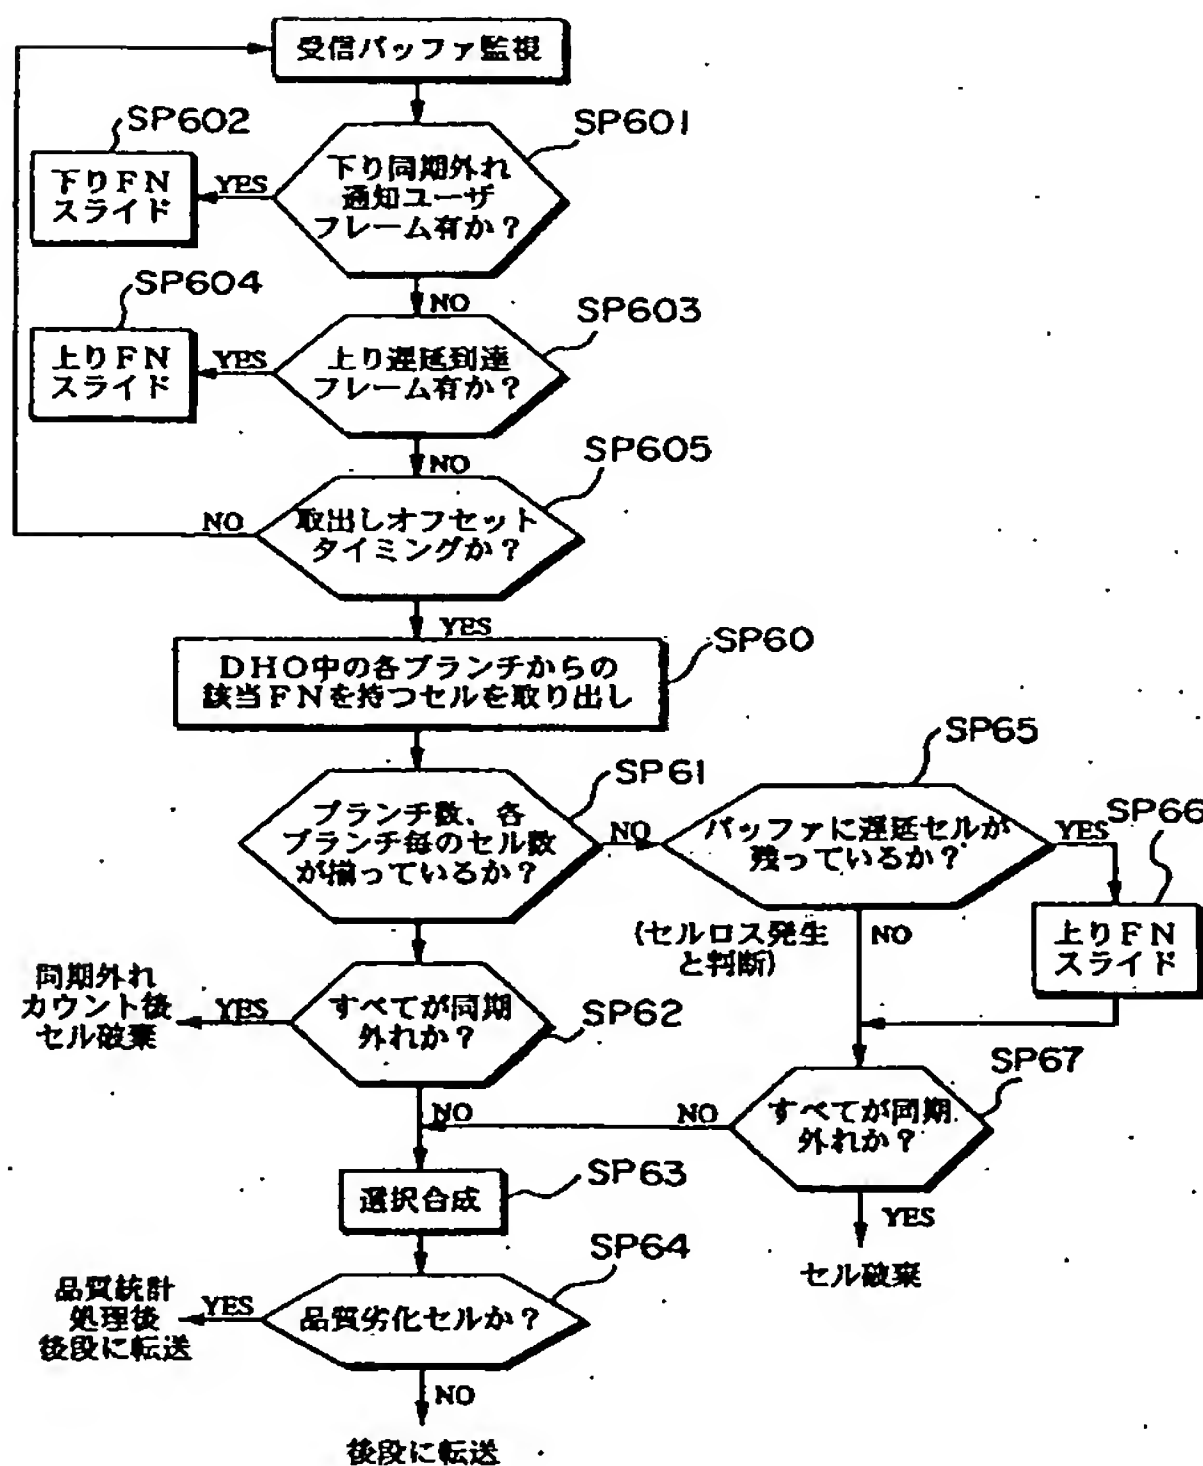 受信バッファ監視
SP601
SP602
下り同期外れ
通知ユーザ
フレーム有か?
YES
下りFN
スライド
NO
SP604
SP603
上り遅延到達
フレーム有か?
YES
上りFN
スライド
NO
SP605
取出しオフセット
タイミングか?
NO
YES
SP60
DHO中の各ブランチからの
該当FNを持つセルを取り出し
SP61
ブランチ数、各
ブランチ毎のセル数
が揃っているか?
NO
SP65
バッファに遅延セルが
残っているか?
YES
SP66
上りFN
スライド
(セルロス発生
と判断)
NO
すべてが同期
外れか?
SP62
YES
同期外れ
カウント後
セル破棄
NO
SP67
すべてが同期
外れか?
NO
YES
セル破棄
SP63
選択合成
SP64
品質劣化セルか?
YES
品質統計
処理後
後段に転送
NO
後段に転送